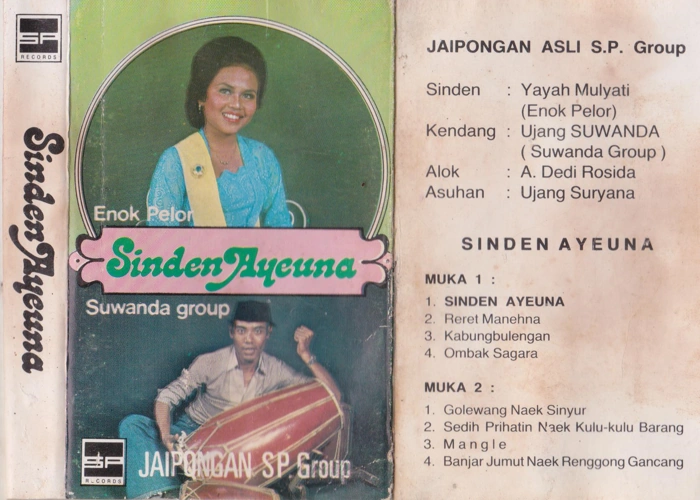 SP
RECORDS
Sinden Ayeuna
Enok Pelor
Sinden Ayeuna
Suwanda group
SP
RECORDS
JAIPONGAN SP Group
JAIPONGAN ASLI S.P. Group
Sinden : Yayah Mulyati
(Enok Pelor)
Kendang : Ujang SUWANDA
( Suwanda Group )
Alok : A. Dedi Rosida
Asuhan : Ujang Suryana
SINDEN AYEUNA
MUKA 1 :
1. SINDEN AYEUNA
2. Reret Manehna
3. Kabungbulengan
4. Ombak Sagara
MUKA 2 :
1. Golewang Naek Sinyur
2. Sedih Prihatin Naek Kulu-kulu Barang
3. Mangle
4. Banjar Jumut Naek Renggong Gancang